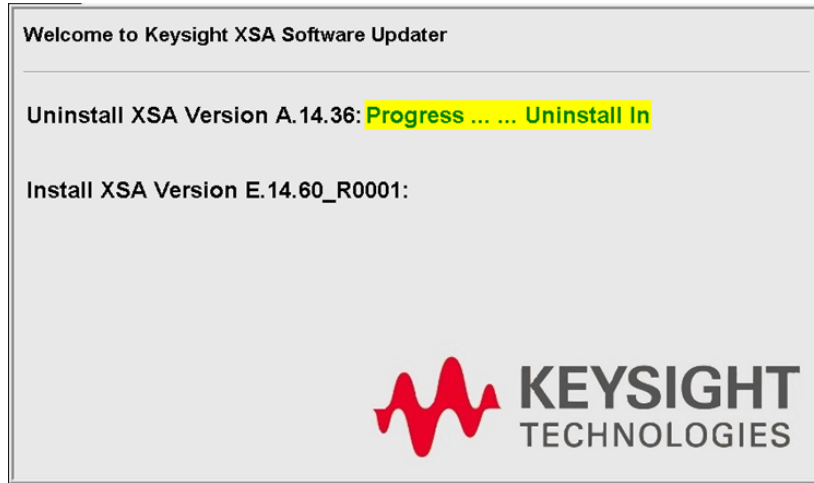 Welcome to Keysight XSA Software Updater
Uninstall XSA Version A.14.36: Progress ... ... Uninstall In
Install XSA Version E.14.60_R0001:
KEYSIGHT
TECHNOLOGIES